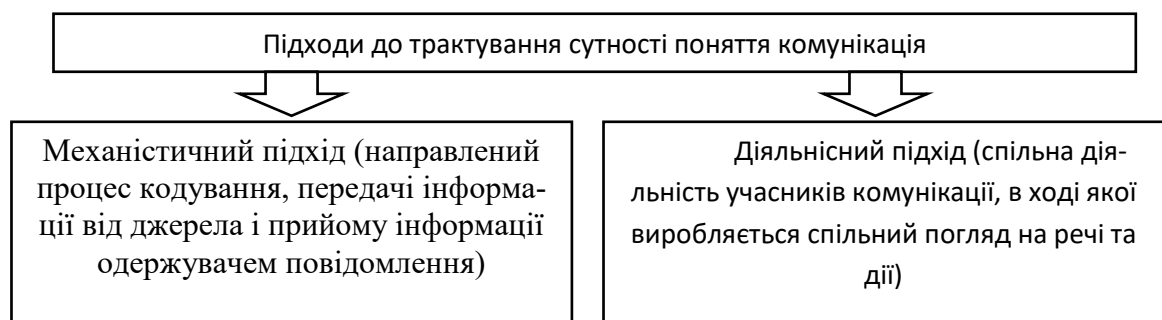 Підходи до трактування сутності поняття комунікація
Механістичний підхід (направлений
процес кодування, передачі інформа-
ції від джерела і прийому інформації
одержувачем повідомлення)
Діяльнісний підхід (спільна дія-
льність учасників комунікації, в ході якої
виробляється спільний погляд на речі та
дії)